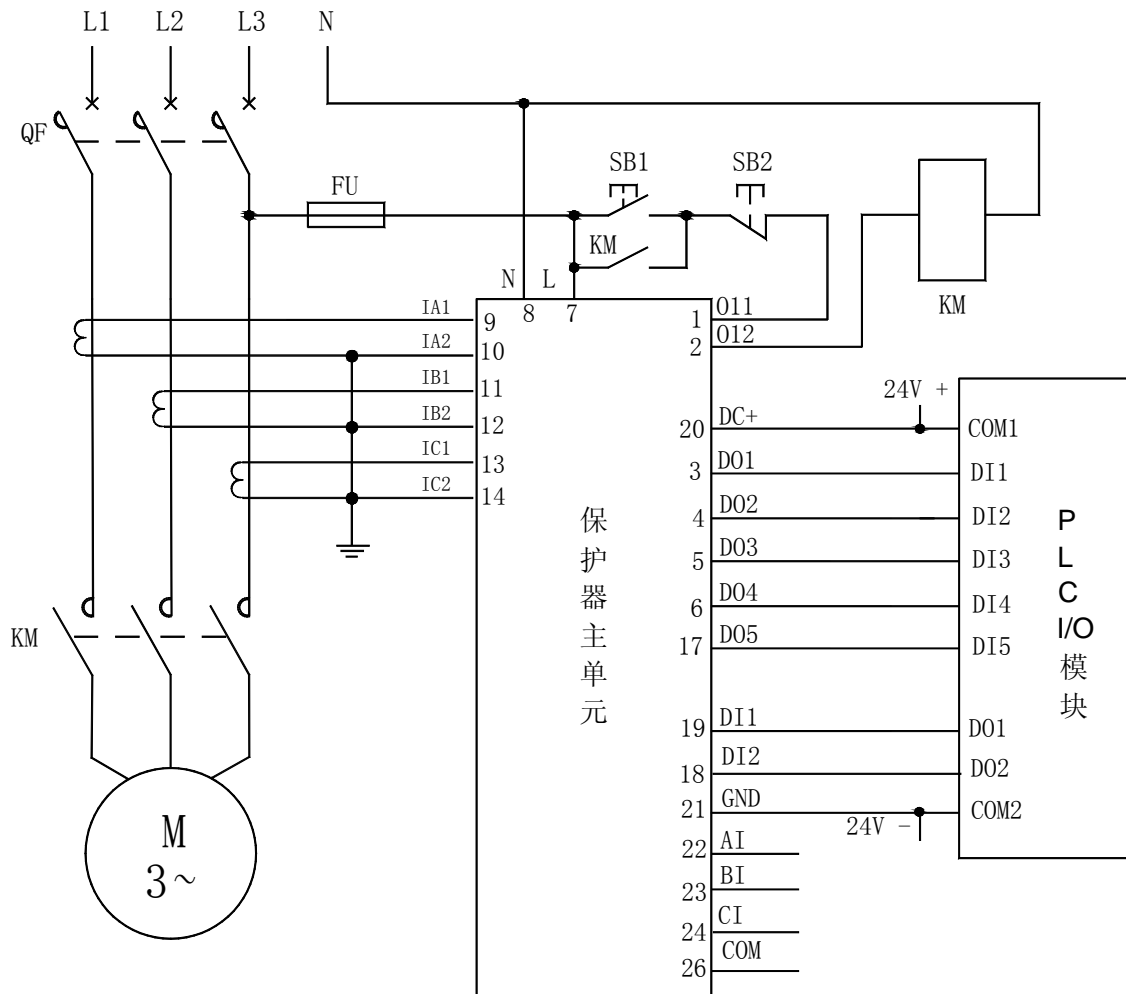 L1 L2 L3 N
QF
FU
SB1 SB2
KM
KM
N L
8 7
IA1
9
IA2
10
IB1
11
IB2
12
IC1
13
IC2
14
1 O11
2 O12
24V +
20 DC+ COM1
3 DO1 DI1
4 DO2 DI2
5 DO3 DI3
6 DO4 DI4
17 DO5 DI5
19 DI1 DO1
18 DI2 DO2
21 GND COM2
24V -
22 AI
23 BI
24 CI
26 COM
保
护
器
主
单
元
P
L
C
I/O
模
块
KM
M
3~